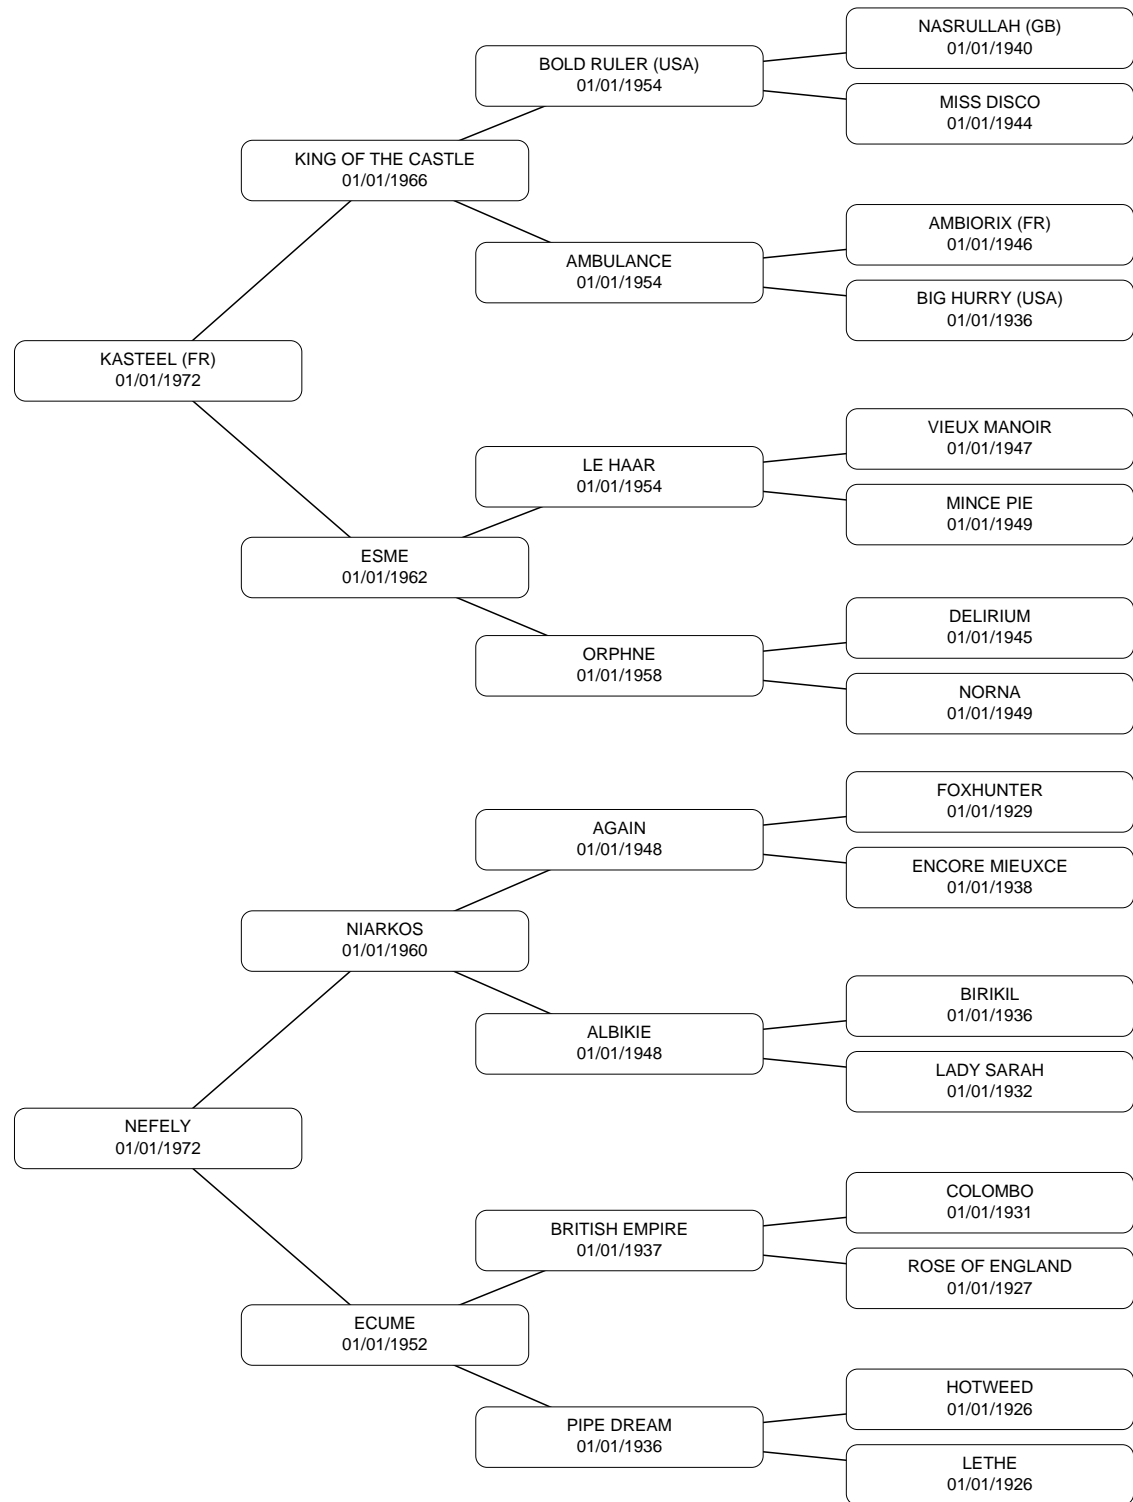 NASRULLAH (GB)
01/01/1940
BOLD RULER (USA)
01/01/1954
MISS DISCO
01/01/1944
KING OF THE CASTLE
01/01/1966
AMBIORIX (FR)
01/01/1946
AMBULANCE
01/01/1954
BIG HURRY (USA)
01/01/1936
KASTEEL (FR)
01/01/1972
VIEUX MANOIR
01/01/1947
LE HAAR
01/01/1954
MINCE PIE
01/01/1949
ESME
01/01/1962
DELIRIUM
01/01/1945
ORPHNE
01/01/1958
NORNA
01/01/1949
FOXHUNTER
01/01/1929
AGAIN
01/01/1948
ENCORE MIEUXCE
01/01/1938
NIARKOS
01/01/1960
BIRIKIL
01/01/1936
ALBIKIE
01/01/1948
LADY SARAH
01/01/1932
NEFELY
01/01/1972
COLOMBO
01/01/1931
BRITISH EMPIRE
01/01/1937
ROSE OF ENGLAND
01/01/1927
ECUME
01/01/1952
HOTWEED
01/01/1926
PIPE DREAM
01/01/1936
LETHE
01/01/1926